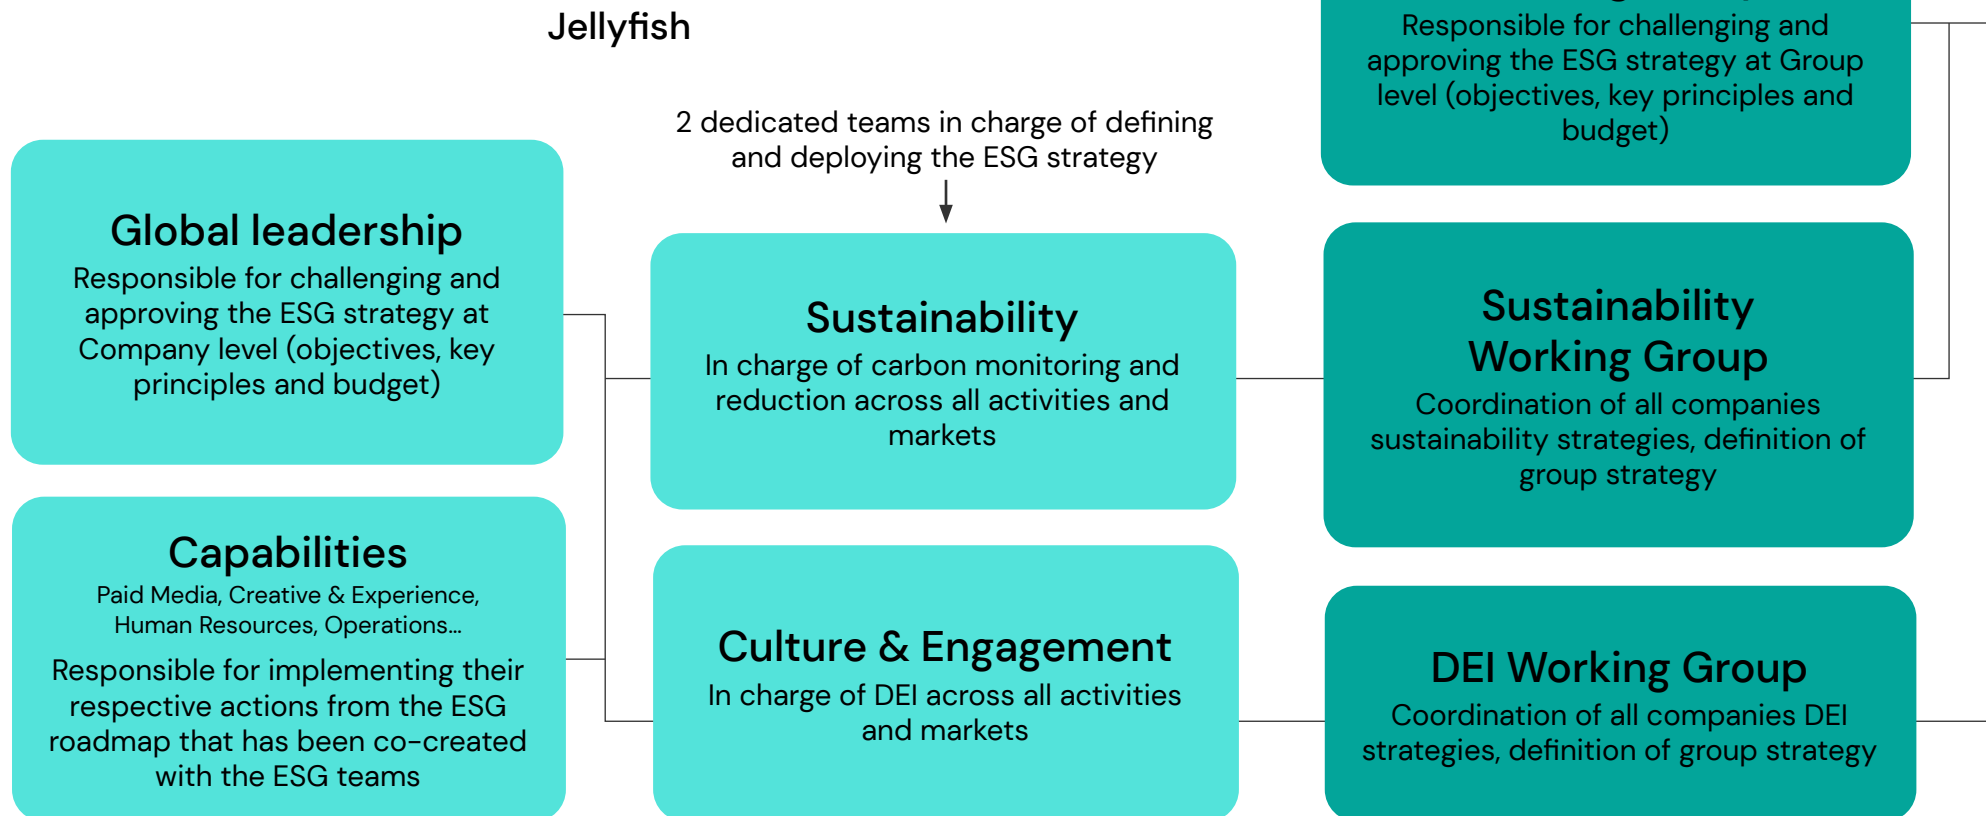 Jellyfish
2 dedicated teams in charge of defining
and deploying the ESG strategy
Global leadership
Responsible for challenging and
approving the ESG strategy at
Company level (objectives, key
principles and budget)
Capabilities
Paid Media, Creative & Experience,
Human Resources, Operations…
Responsible for implementing their
respective actions from the ESG
roadmap that has been co-created
with the ESG teams
Sustainability
In charge of carbon monitoring and
reduction across all activities and
markets
Culture & Engagement
In charge of DEI across all activities
and markets
Responsible for challenging and
approving the ESG strategy at Group
level (objectives, key principles and
budget)
Sustainability
Working Group
Coordination of all companies
sustainability strategies, definition of
group strategy
DEI Working Group
Coordination of all companies DEI
strategies, definition of group strategy